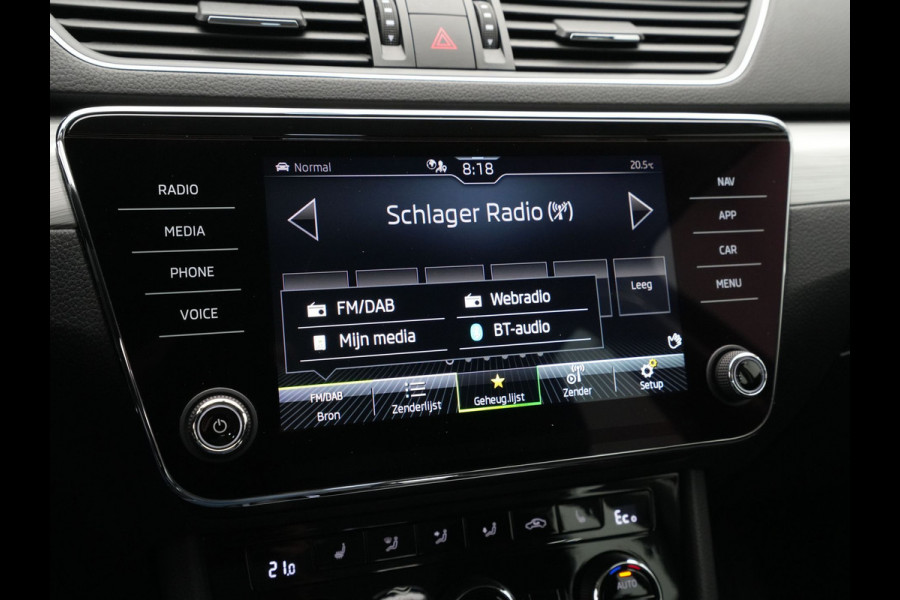 Normal
8:18
20.5°C
RADIO
MEDIA
PHONE
VOICE
NAV
APP
CAR
MENU
Schlager Radio
Leeg
FM/DAB
Webradio
Mijn media
BT-audio
FM/DAB
Bron
Zenderlijst
Geheug.lijst
Zender
Setup
21,0
Eco
AUTO